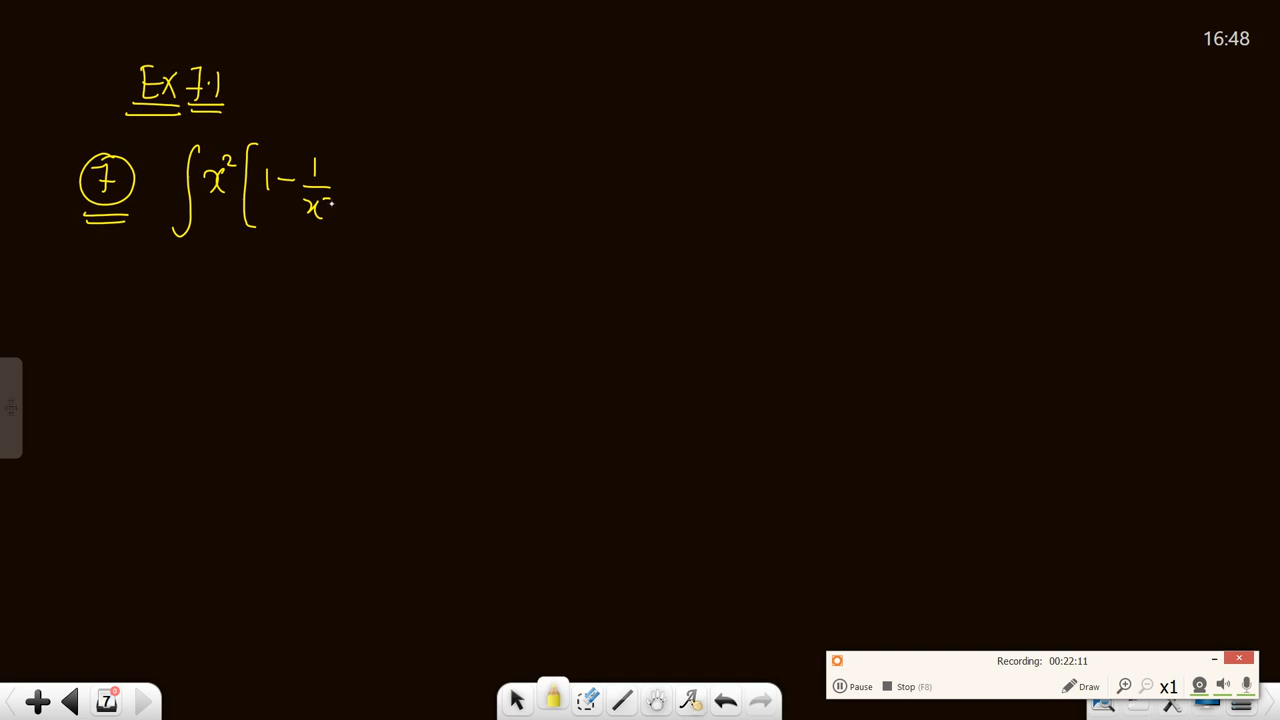 16:48
Ex 7.1
7 ∫x² [1 - 1/x
Recording: 00:22:11
Pause Stop (F8) Draw x1
7 0